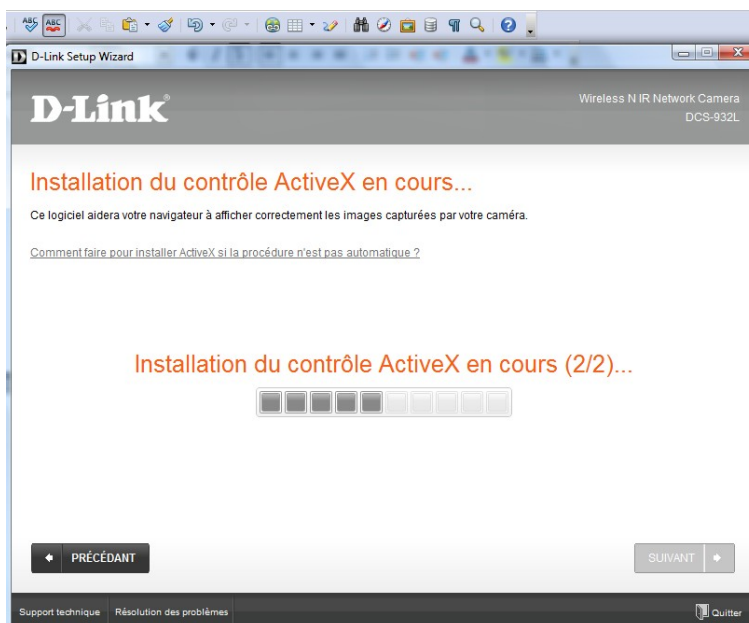 ABC
ABC
D-Link Setup Wizard
D-Link
Wireless N IR Network Camera
DCS-932L
Installation du contrôle ActiveX en cours...
Ce logiciel aidera votre navigateur à afficher correctement les images capturées par votre caméra.
Comment faire pour installer ActiveX si la procédure n'est pas automatique ?
Installation du contrôle ActiveX en cours (2/2)...
PRÉCÉDANT
SUIVANT
Support technique
Résolution des problèmes
Quitter